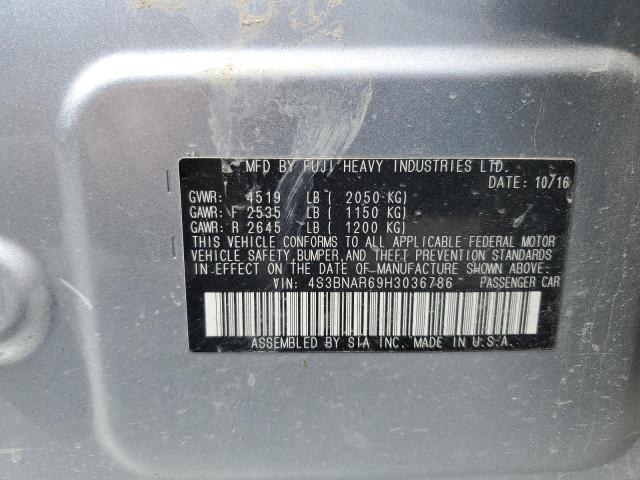 MFD BY FUJI HEAVY INDUSTRIES LTD.
DATE: 10/16
GVWR: 4519 LB ( 2050 KG)
GAWR: F 2535 LB ( 1150 KG)
GAWR: R 2645 LB ( 1200 KG)
THIS VEHICLE CONFORMS TO ALL APPLICABLE FEDERAL MOTOR
VEHICLE SAFETY, BUMPER, AND THEFT PREVENTION STANDARDS
IN EFFECT ON THE DATE OF MANUFACTURE SHOWN ABOVE.
VIN: 4S3BNAR69H3036786 PASSENGER CAR
ASSEMBLED BY SIA INC. MADE IN U.S.A.